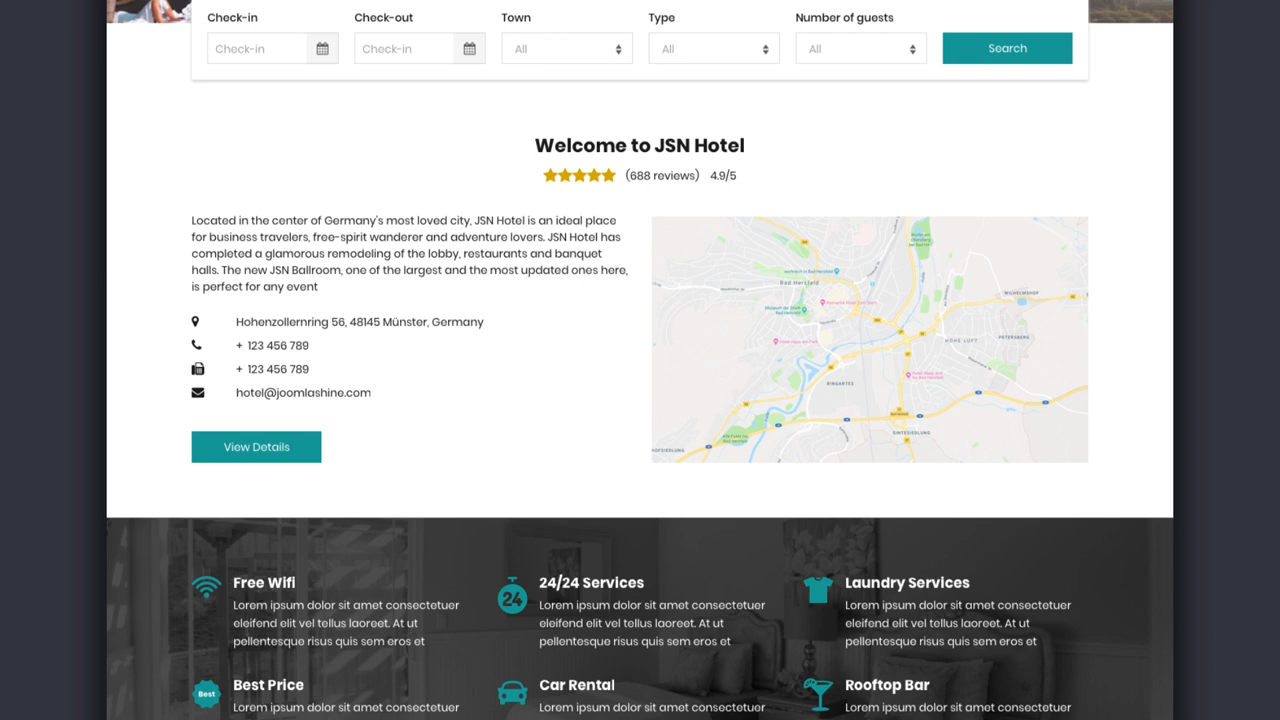 Check-in Check-out Town Type Number of guests
Check-in Check-in All All All Search
Welcome to JSN Hotel
(688 reviews) 4.9/5
Located in the center of Germany's most loved city, JSN Hotel is an ideal place
for business travelers, free-spirit wanderer and adventure lovers. JSN Hotel has
completed a glamorous remodeling of the lobby, restaurants and banquet
halls. The new JSN Ballroom, one of the largest and the most updated ones here,
is perfect for any event
Hohenzollernring 56, 48145 Münster, Germany
+ 123 456 789
+ 123 456 789
hotel@joomlashine.com
View Details
Bad Hersfeld
WILHELMSHOF
HOHE LUFT
PETERSBERG
EINTESIEDLUNG
HOFSIEDLUNG
Free Wifi
Lorem ipsum dolor sit amet consectetuer
eleifend elit vel tellus laoreet. At ut
pellentesque risus quis sem eros et
24
24/24 Services
Lorem ipsum dolor sit amet consectetuer
eleifend elit vel tellus laoreet. At ut
pellentesque risus quis sem eros et
Laundry Services
Lorem ipsum dolor sit amet consectetuer
eleifend elit vel tellus laoreet. At ut
pellentesque risus quis sem eros et
Best
Best Price
Lorem ipsum dolor sit amet consectetuer
Car Rental
Lorem ipsum dolor sit amet consectetuer
Rooftop Bar
Lorem ipsum dolor sit amet consectetuer